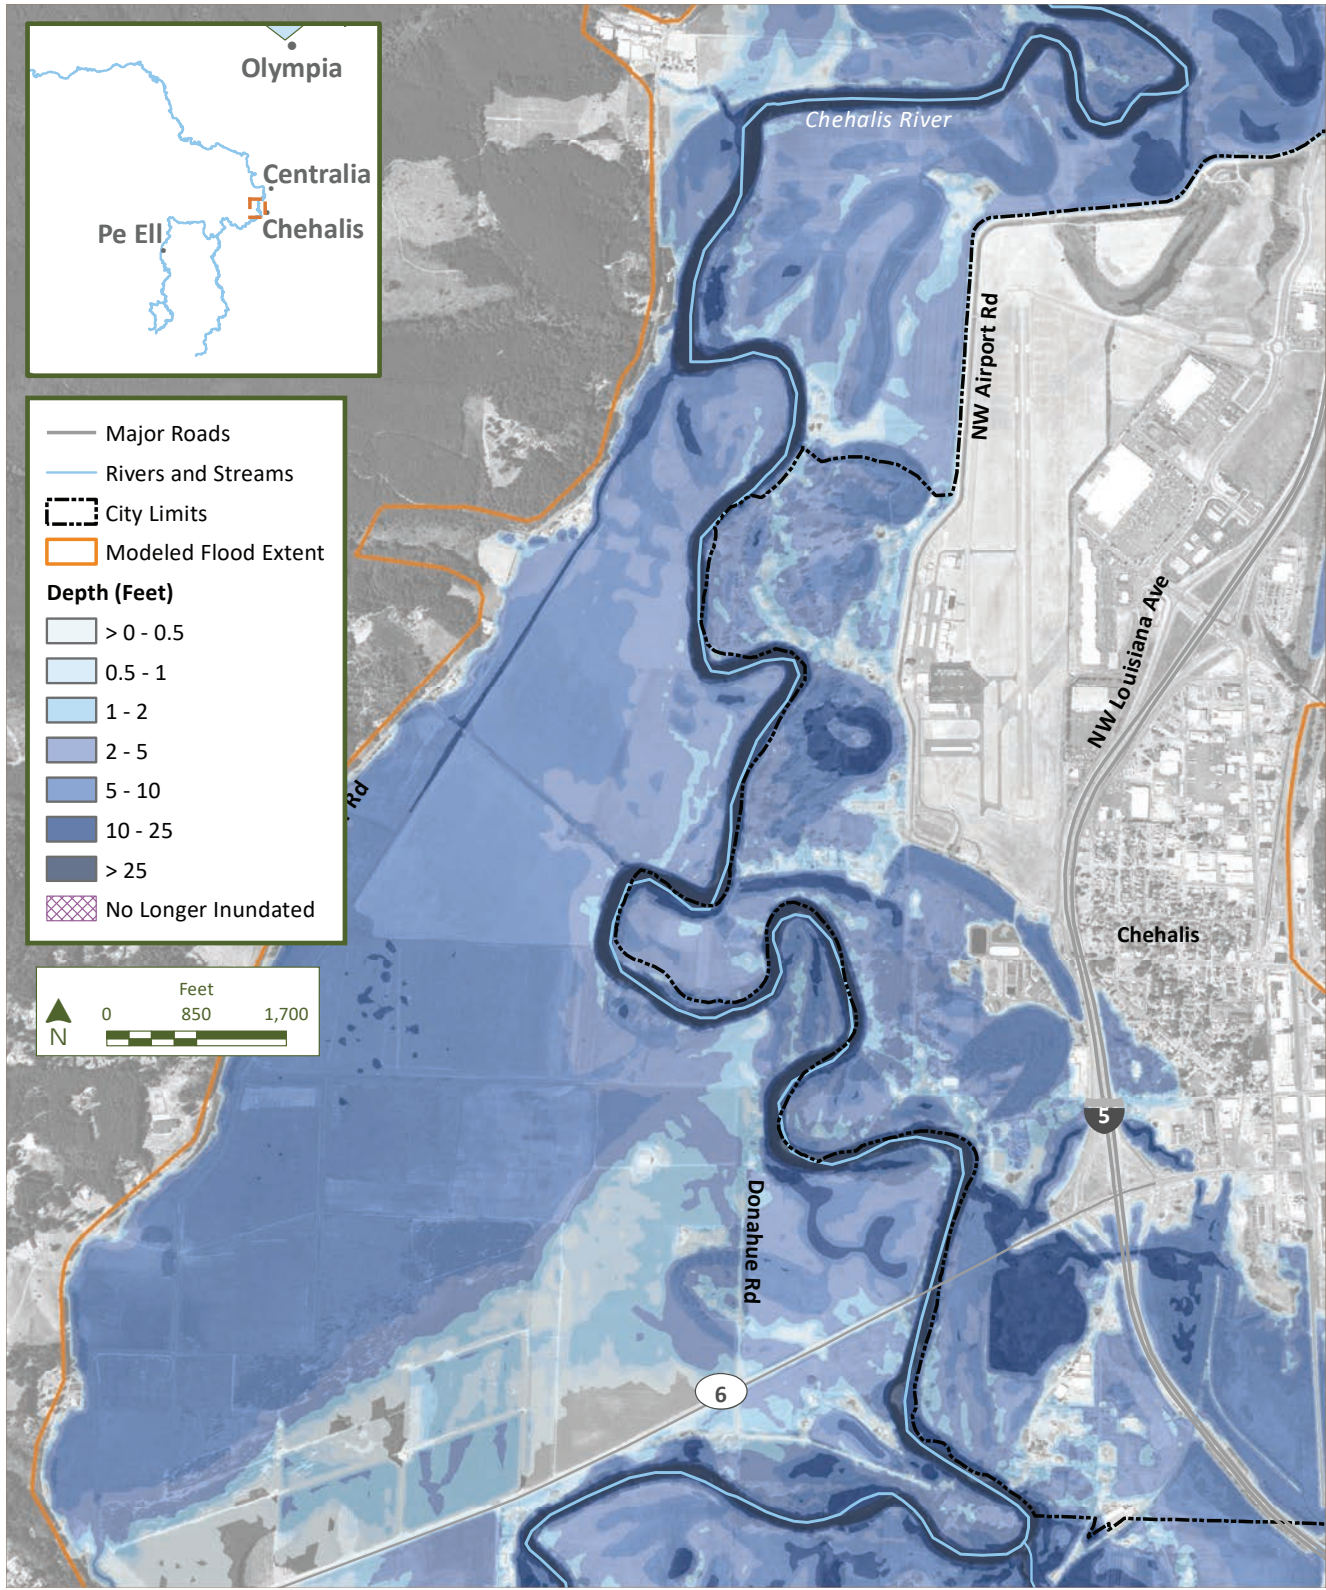 Olympia
Centralia
Chehalis
Pe Ell
Major Roads
Rivers and Streams
City Limits
Modeled Flood Extent
Depth (Feet)
> 0 - 0.5
0.5 - 1
1 - 2
2 - 5
5 - 10
10 - 25
> 25
No Longer Inundated
Feet
0 850 1,700
N
Chehalis River
NW Airport Rd
NW Louisiana Ave
Rd
Chehalis
5
Donahue Rd
6